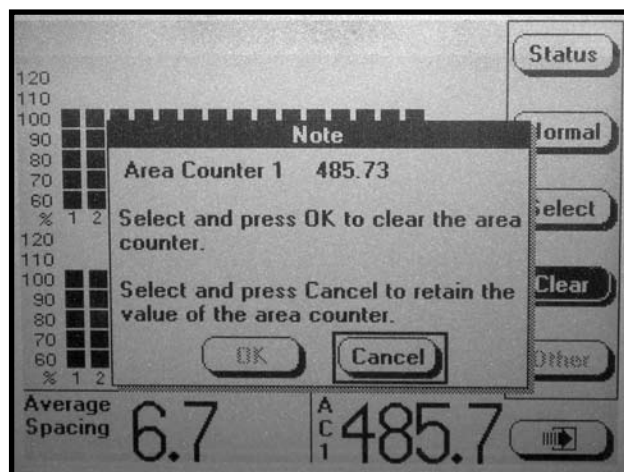 Status
120
110
100
90
80
70
60
% 1 2
Note
Area Counter 1 485.73
Select and press OK to clear the area
counter.
Select and press Cancel to retain the
value of the area counter.
OK
Cancel
120
110
100
90
80
70
60
% 1 2
Normal
Select
Clear
Other
Average
Spacing
6.7
AC1
485.7